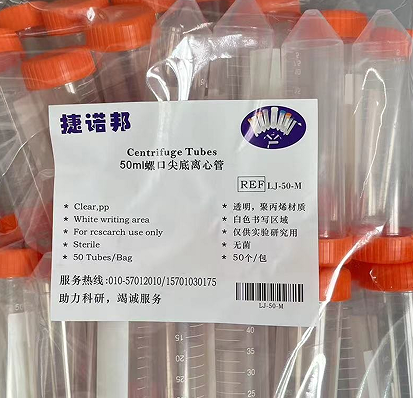 捷诺邦
Centrifuge Tubes
50ml螺口尖底离心管
REF LJ-50-M
* Clear,pp * 透明，聚丙烯材质
* White writing area * 白色书写区域
* For rcscarch use only * 仅供实验研究用
* Sterile * 无菌
* 50 Tubes/Bag * 50个/包
服务热线:010-57012010/15701030175
助力科研，竭诚服务
LJ-50-M